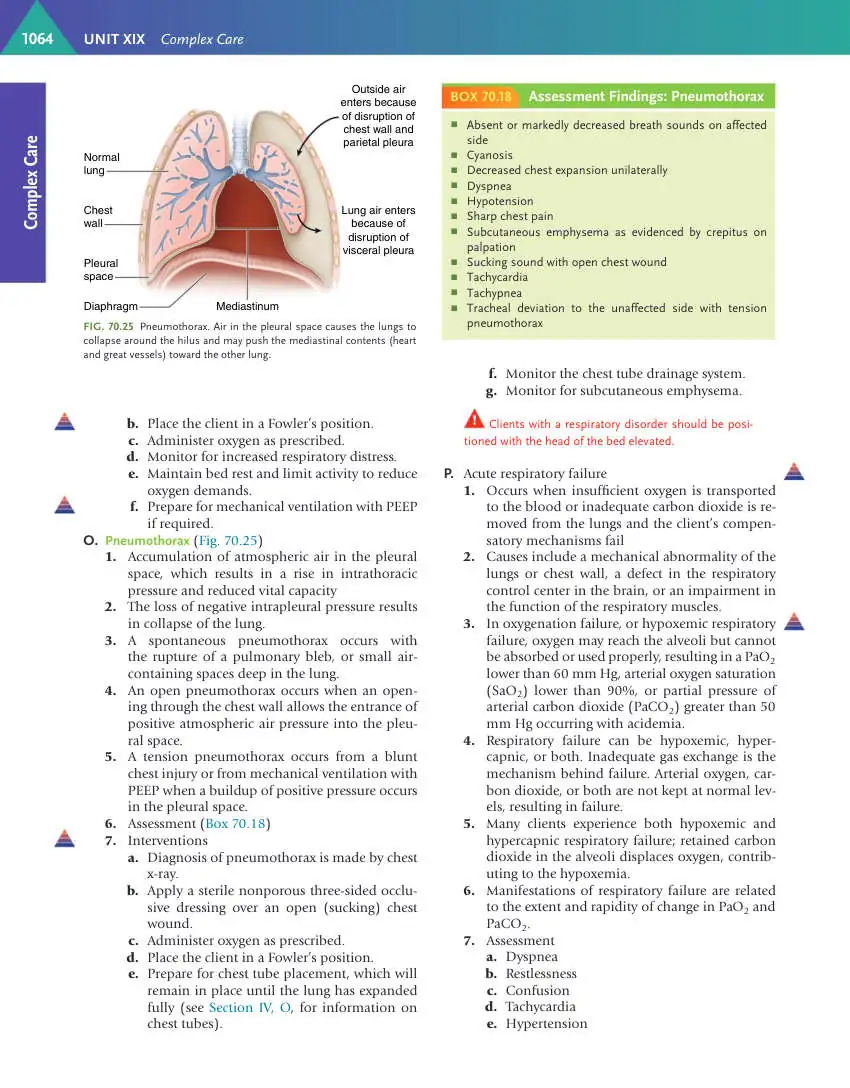 1064
UNIT XIX Complex Care
Complex Care
Normal
lung
Chest
wall
Pleural
space
Diaphragm
Mediastinum
Outside air
enters because
of disruption of
chest wall and
parietal pleura
Lung air enters
because of
disruption of
visceral pleura
FIG. 70.25 Pneumothorax. Air in the pleural space causes the lungs to
collapse around the hilus and may push the mediastinal contents (heart
and great vessels) toward the other lung.
b. Place the client in a Fowler's position.
c. Administer oxygen as prescribed.
d. Monitor for increased respiratory distress.
e. Maintain bed rest and limit activity to reduce
oxygen demands.
f. Prepare for mechanical ventilation with PEEP
if required.
O. Pneumothorax (Fig. 70.25)
1. Accumulation of atmospheric air in the pleural
space, which results in a rise in intrathoracic
pressure and reduced vital capacity
2. The loss of negative intrapleural pressure results
in collapse of the lung.
3. A spontaneous pneumothorax occurs with
the rupture of a pulmonary bleb, or small air-
containing spaces deep in the lung.
4. An open pneumothorax occurs when an open-
ing through the chest wall allows the entrance of
positive atmospheric air pressure into the pleu-
ral space.
5. A tension pneumothorax occurs from a blunt
chest injury or from mechanical ventilation with
PEEP when a buildup of positive pressure occurs
in the pleural space.
6. Assessment (Box 70.18)
7. Interventions
a. Diagnosis of pneumothorax is made by chest
x-ray.
b. Apply a sterile nonporous three-sided occlu-
sive dressing over an open (sucking) chest
wound.
c. Administer oxygen as prescribed.
d. Place the client in a Fowler's position.
e. Prepare for chest tube placement, which will
remain in place until the lung has expanded
fully (see Section IV, O, for information on
chest tubes).
BOX 70.18 Assessment Findings: Pneumothorax
■ Absent or markedly decreased breath sounds on affected
side
■ Cyanosis
■ Decreased chest expansion unilaterally
■ Dyspnea
■ Hypotension
■ Sharp chest pain
■ Subcutaneous emphysema as evidenced by crepitus on
palpation
■ Sucking sound with open chest wound
■ Tachycardia
■ Tachypnea
■ Tracheal deviation to the unaffected side with tension
pneumothorax
f. Monitor the chest tube drainage system.
g. Monitor for subcutaneous emphysema.
Clients with a respiratory disorder should be posi-
tioned with the head of the bed elevated.
P. Acute respiratory failure
1. Occurs when insufficient oxygen is transported
to the blood or inadequate carbon dioxide is re-
moved from the lungs and the client's compen-
satory mechanisms fail
2. Causes include a mechanical abnormality of the
lungs or chest wall, a defect in the respiratory
control center in the brain, or an impairment in
the function of the respiratory muscles.
3. In oxygenation failure, or hypoxemic respiratory
failure, oxygen may reach the alveoli but cannot
be absorbed or used properly, resulting in a PaO₂
lower than 60 mm Hg, arterial oxygen saturation
(SaO₂) lower than 90%, or partial pressure of
arterial carbon dioxide (PaCO₂) greater than 50
mm Hg occurring with acidemia.
4. Respiratory failure can be hypoxemic, hyper-
capnic, or both. Inadequate gas exchange is the
mechanism behind failure. Arterial oxygen, car-
bon dioxide, or both are not kept at normal lev-
els, resulting in failure.
5. Many clients experience both hypoxemic and
hypercapnic respiratory failure; retained carbon
dioxide in the alveoli displaces oxygen, contrib-
uting to the hypoxemia.
6. Manifestations of respiratory failure are related
to the extent and rapidity of change in PaO₂ and
PaCO₂.
7. Assessment
a. Dyspnea
b. Restlessness
c. Confusion
d. Tachycardia
e. Hypertension